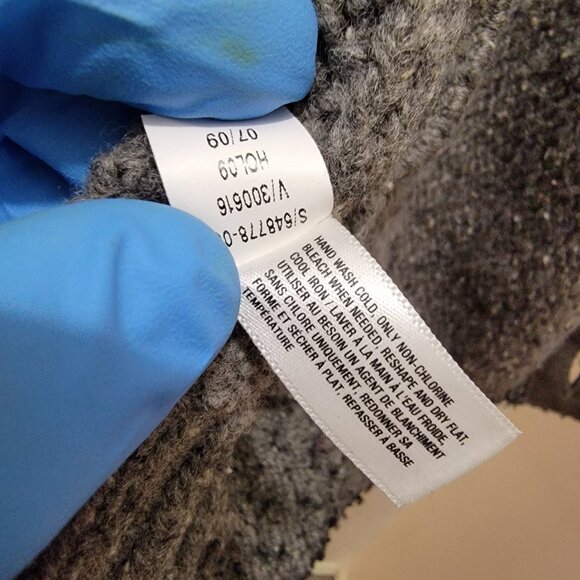 S/648778-0
V/300616
HOL09
07/09
HAND WASH COLD, ONLY NON-CHLORINE
BLEACH WHEN NEEDED, RESHAPE AND DRY FLAT,
COOL IRON / LAVER À LA MAIN À L'EAU FROIDE.
UTILISER AU BESOIN UN AGENT DE BLANCHIMENT
SANS CHLORE UNIQUEMENT, REDONNER SA
FORME ET SÉCHER À PLAT, REPASSER À BASSE
TEMPÉRATURE